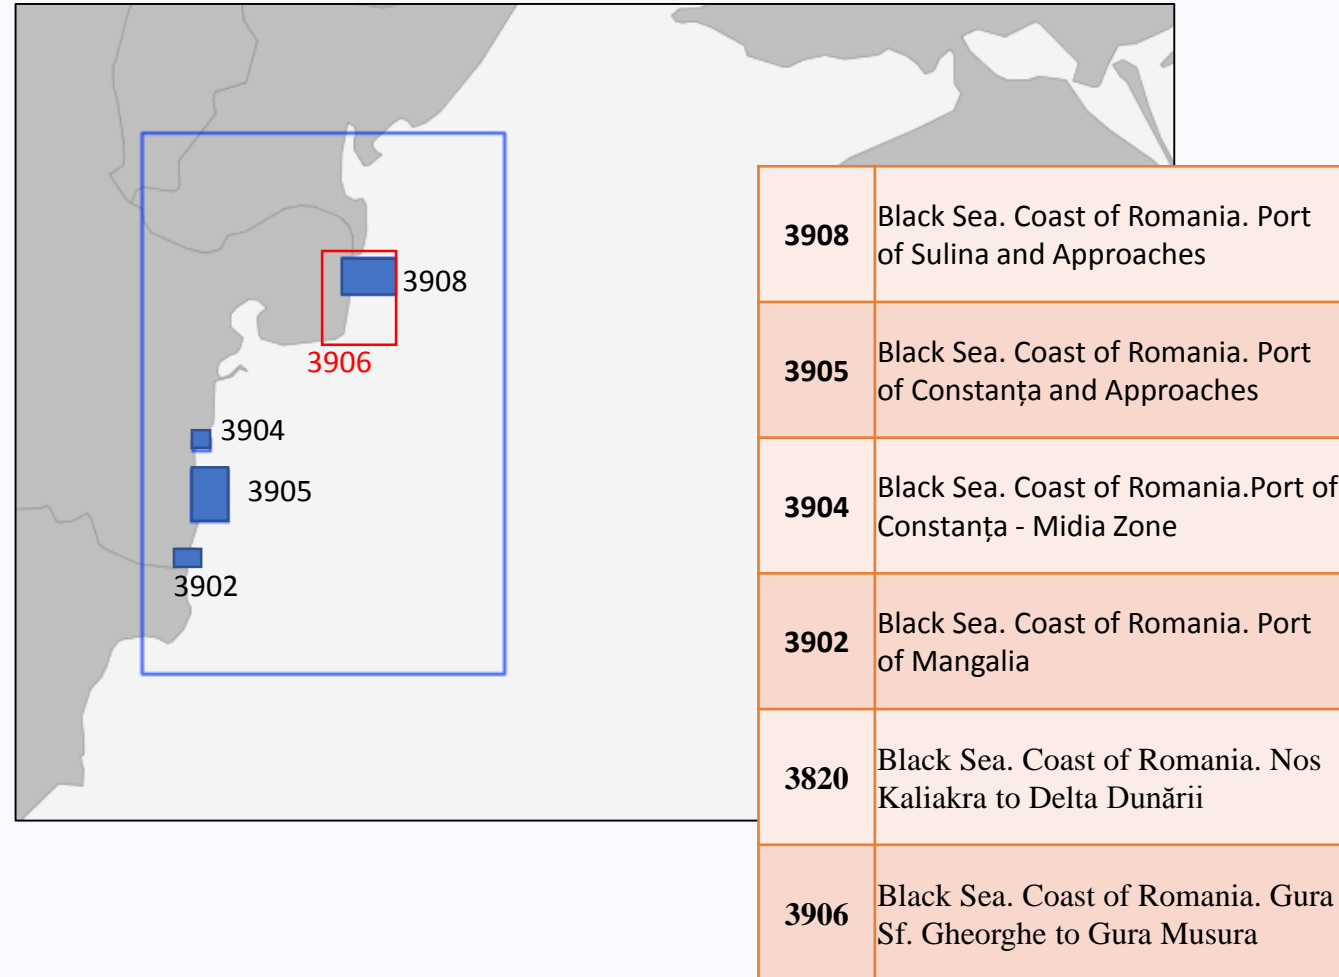 3908
3906
3904
3905
3902
3908
Black Sea. Coast of Romania. Port
of Sulina and Approaches
3905
Black Sea. Coast of Romania. Port
of Constanța and Approaches
3904
Black Sea. Coast of Romania.Port of
Constanța - Midia Zone
3902
Black Sea. Coast of Romania. Port
of Mangalia
3820
Black Sea. Coast of Romania. Nos
Kaliakra to Delta Dunării
3906
Black Sea. Coast of Romania. Gura
Sf. Gheorghe to Gura Musura